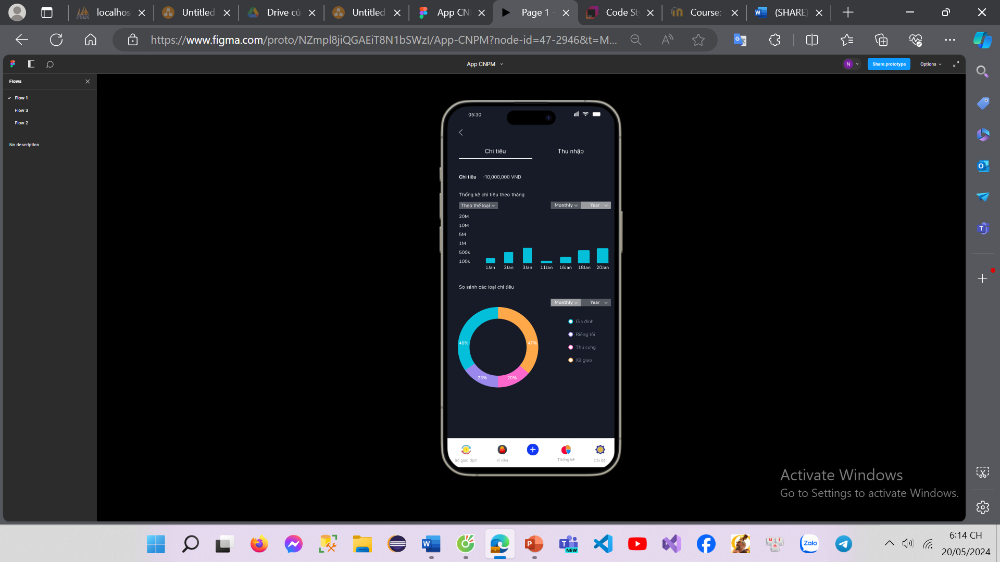 localhos
Untitled
Drive củ
Untitled
App CN
Page 1 -
Code St
Course:
(SHARE)
https://www.figma.com/proto/NZmpl8jiQGAEiT8N1bSWzI/App-CNPM?node-id=47-2946&t=M...
App CNPM
N
Share prototype
Options
Flows
Flow 1
Flow 3
Flow 2
No description
05:30
Chi tiêu
Thu nhập
Chi tiêu -10,000,000 VND
Thống kê chi tiêu theo tháng
Theo thể loại
Monthly
Year
20M
10M
5M
1M
500k
100k
1Jan 2Jan 3Jan 11Jan 16Jan 18Jan 20Jan
So sánh các loại chi tiêu
Monthly
Year
Gia đình
Riêng tôi
Thú cưng
Xã giao
40%
47%
23%
20%
Sổ giao dịch
Ví tiền
Thống kê
Cài đặt
Activate Windows
Go to Settings to activate Windows.
NEW
Zalo
6:14 CH
20/05/2024